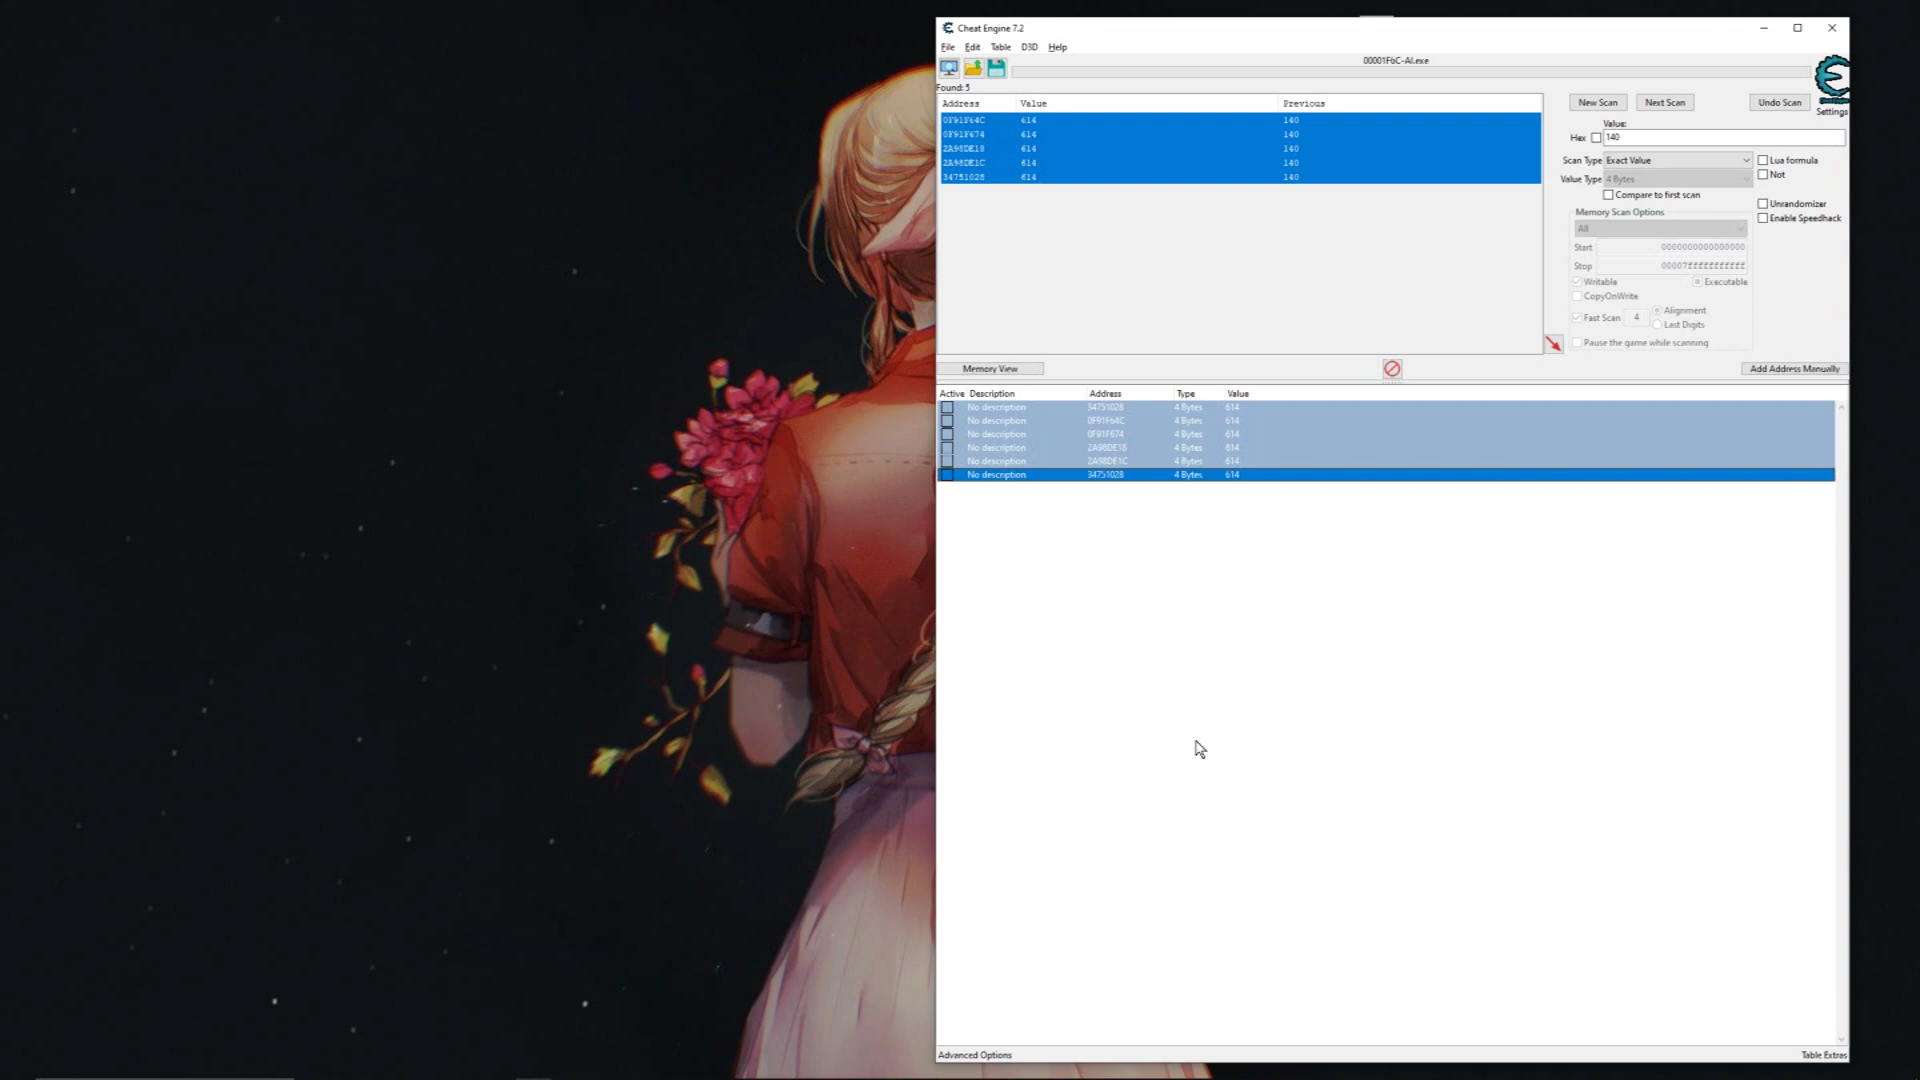 Cheat Engine 7.2
File Edit Table D3D Help
00001F6C-AI.exe
Found: 5
Address Value Previous
0F91F64C 614 140
0F91F674 614 140
2A98DE18 614 140
2A98DE1C 614 140
34751028 614 140
New Scan Next Scan Undo Scan
Settings
Value:
Hex 140
Scan Type Exact Value Lua formula
Not
Value Type 4 Bytes
Compare to first scan
Unrandomizer
Enable Speedhack
Memory Scan Options
All
Start 0000000000000000
Stop 00007fffffffffff
Writable Executable
CopyOnWrite
Fast Scan 4 Alignment
Last Digits
Pause the game while scanning
Memory View Add Address Manually
Active Description Address Type Value
No description 34751028 4 Bytes 614
No description 0F91F64C 4 Bytes 614
No description 0F91F674 4 Bytes 614
No description 2A98DE18 4 Bytes 614
No description 2A98DE1C 4 Bytes 614
No description 34751028 4 Bytes 614
Advanced Options Table Extras